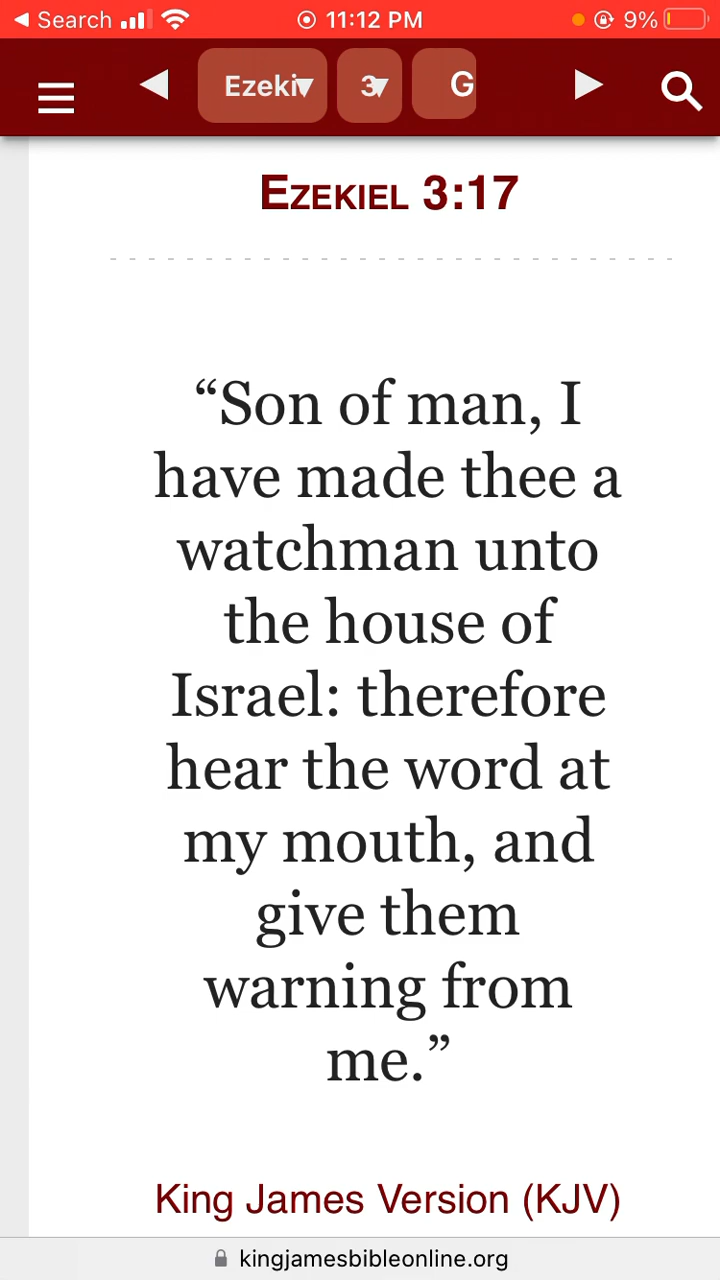 ◀ Search 11:12 PM 9%
Ezeki 3 G
EZEKIEL 3:17
“Son of man, I
have made thee a
watchman unto
the house of
Israel: therefore
hear the word at
my mouth, and
give them
warning from
me.”
King James Version (KJV)
kingjamesbibleonline.org